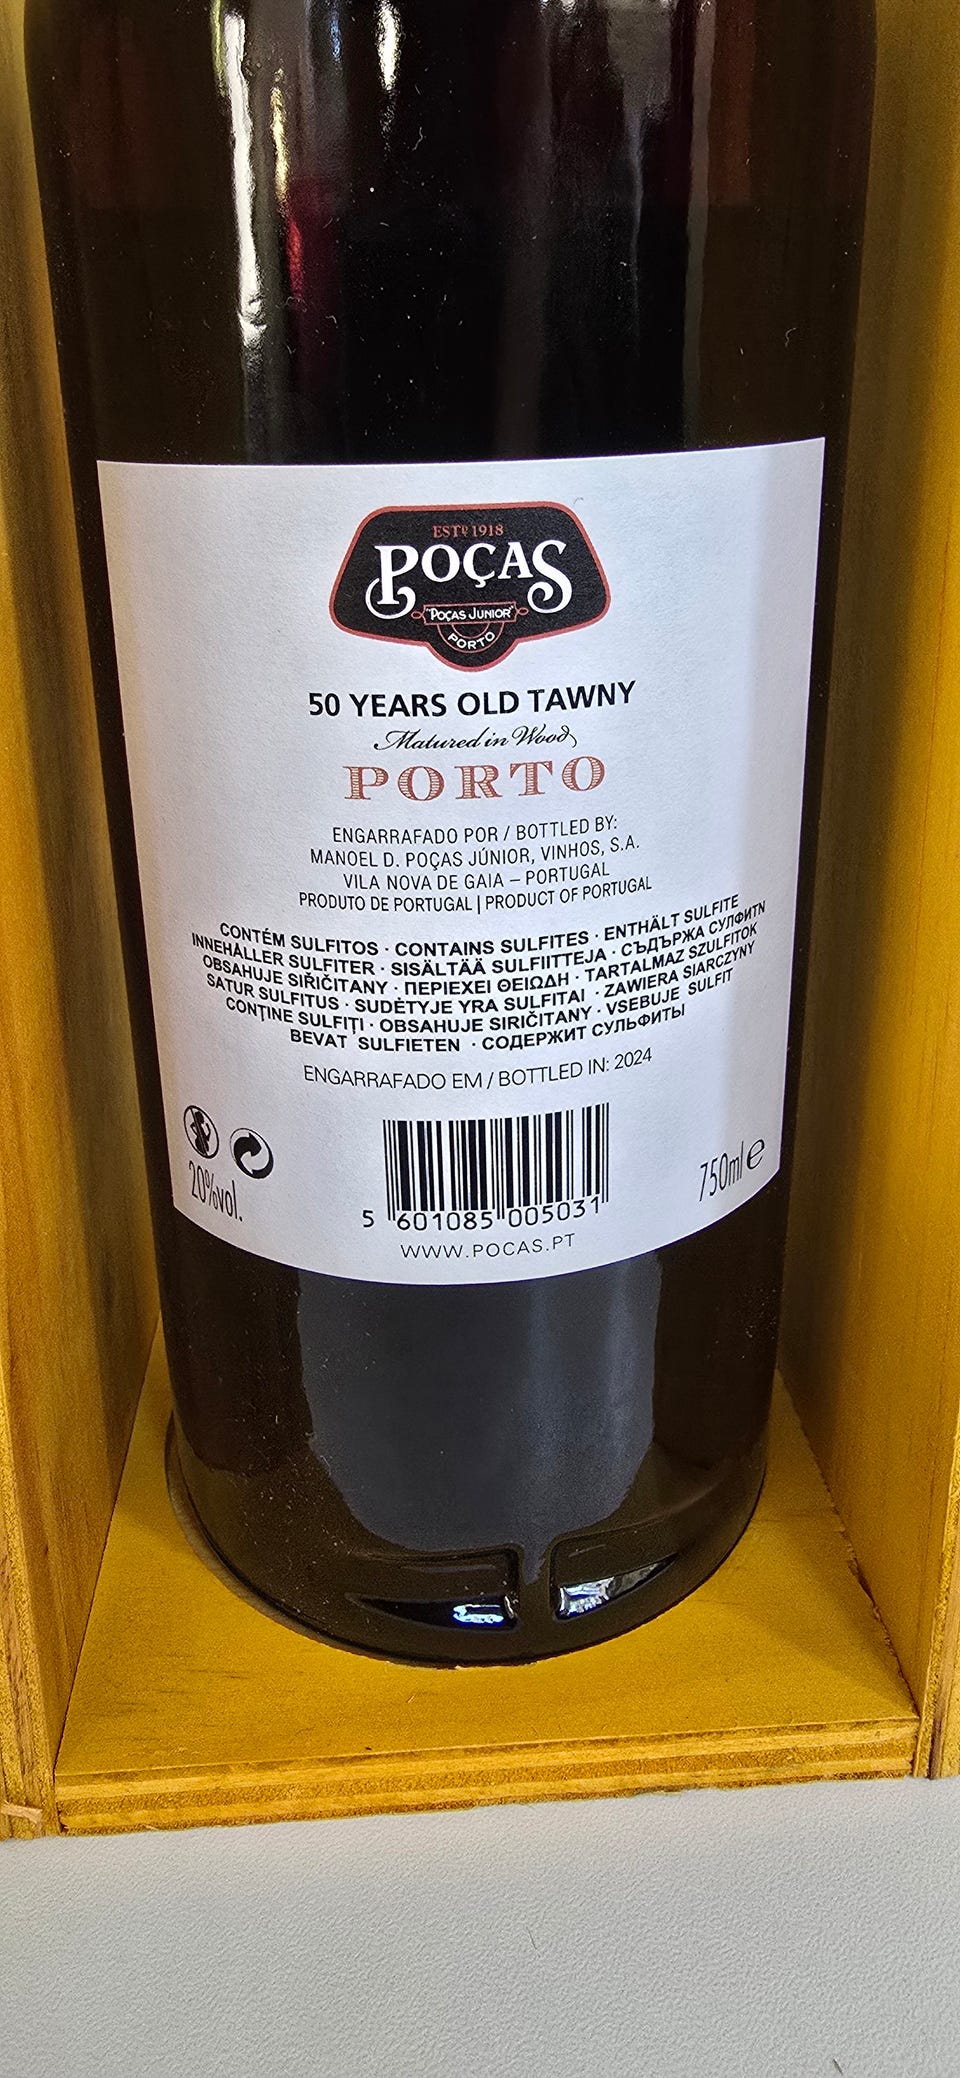 ESTD 1918
POÇAS
"POÇAS JUNIOR"
PORTO
50 YEARS OLD TAWNY
Matured in Wood
PORTO
ENGARRAFADO POR / BOTTLED BY:
MANOEL D. POÇAS JÚNIOR, VINHOS, S.A.
VILA NOVA DE GAIA – PORTUGAL
PRODUTO DE PORTUGAL | PRODUCT OF PORTUGAL
CONTÉM SULFITOS · CONTAINS SULFITES · ENTHÄLT SULFITE
INNEHÅLLER SULFITER · SISÄLTÄÄ SULFIITTEJA · СЪДЪРЖА СУЛФИТИ
OBSAHUJE SIŘIČITANY · ΠΕΡΙΕΧΕΙ ΘΕΙΩΔΗ · TARTALMAZ SZULFITOK
SATUR SULFITUS · SUDĖTYJE YRA SULFITAI · ZAWIERA SIARCZYNY
CONŢINE SULFIŢI · OBSAHUJE SIRIČITANY · VSEBUJE SULFIT
BEVAT SULFIETEN · СОДЕРЖИТ СУЛЬФИТЫ
ENGARRAFADO EM / BOTTLED IN: 2024
20%vol.
5 601085 005031
750ml e
WWW.POCAS.PT